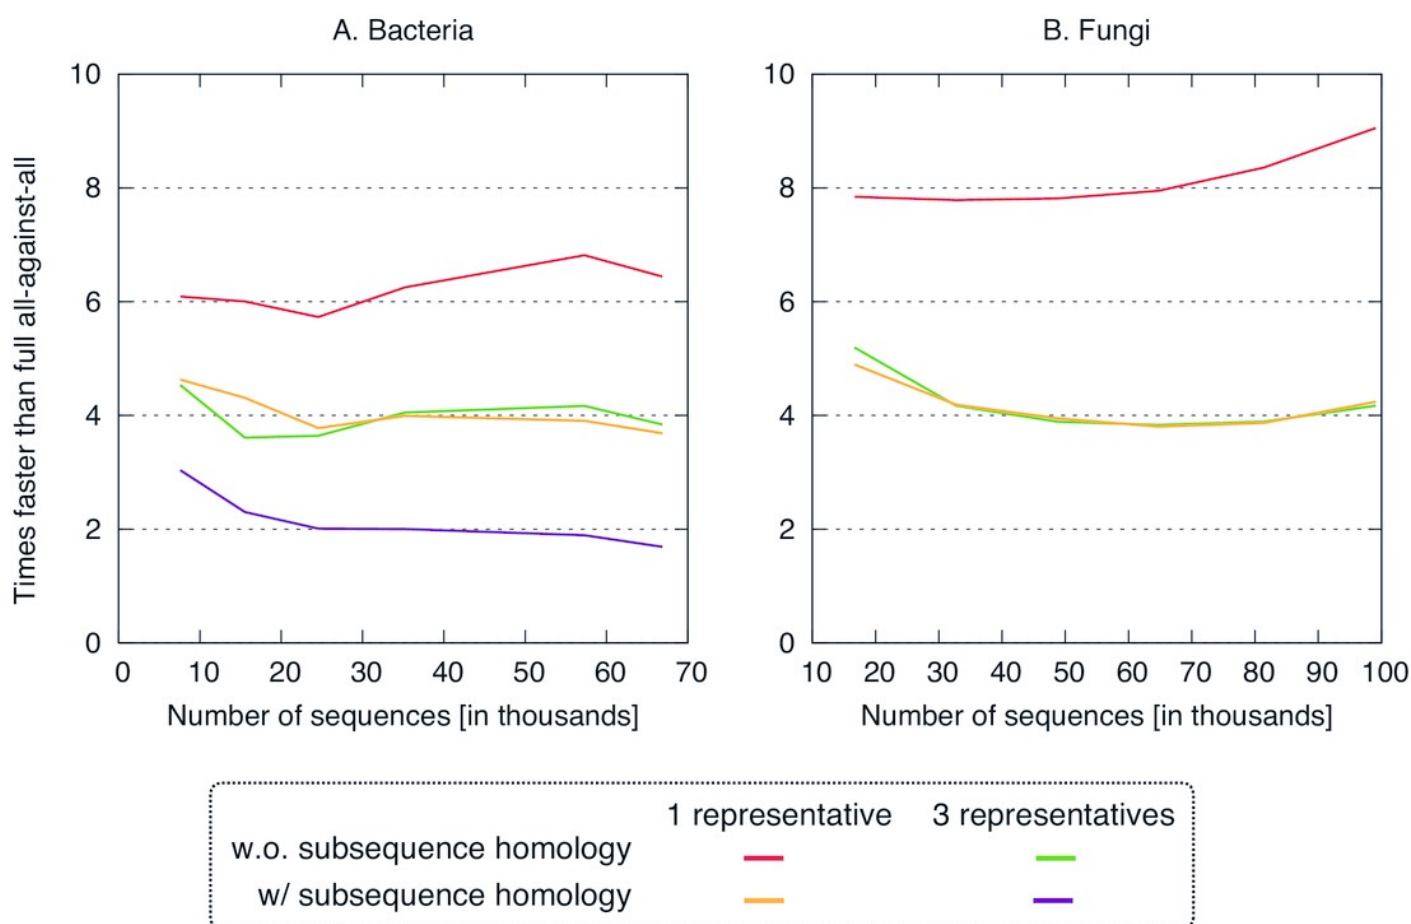 A. Bacteria
B. Fungi
Times faster than full all-against-all
10
8
6
4
2
0
0 10 20 30 40 50 60 70
Number of sequences [in thousands]
10
8
6
4
2
0
10 20 30 40 50 60 70 80 90 100
Number of sequences [in thousands]
1 representative 3 representatives
w.o. subsequence homology
w/ subsequence homology